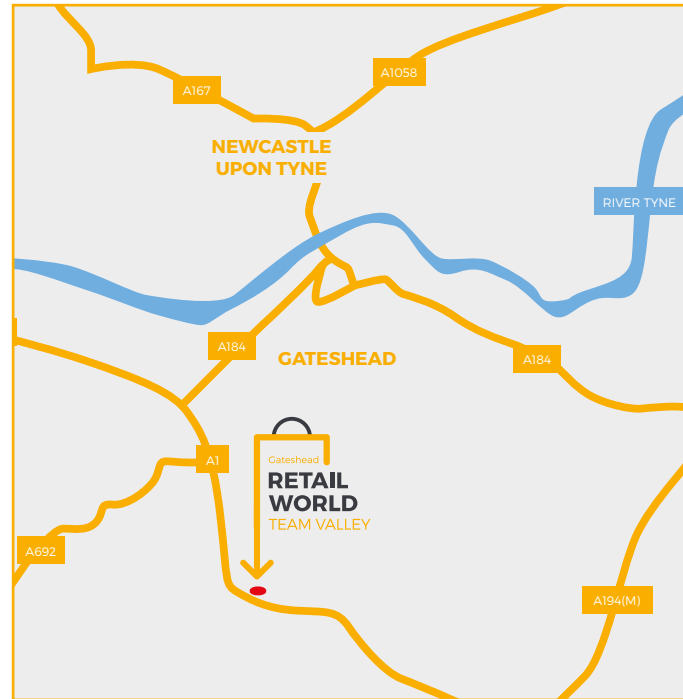 A1058
A167
NEWCASTLE
UPON TYNE
RIVER TYNE
A184
GATESHEAD
A184
A1
Gateshead
RETAIL
WORLD
TEAM VALLEY
A692
A194(M)